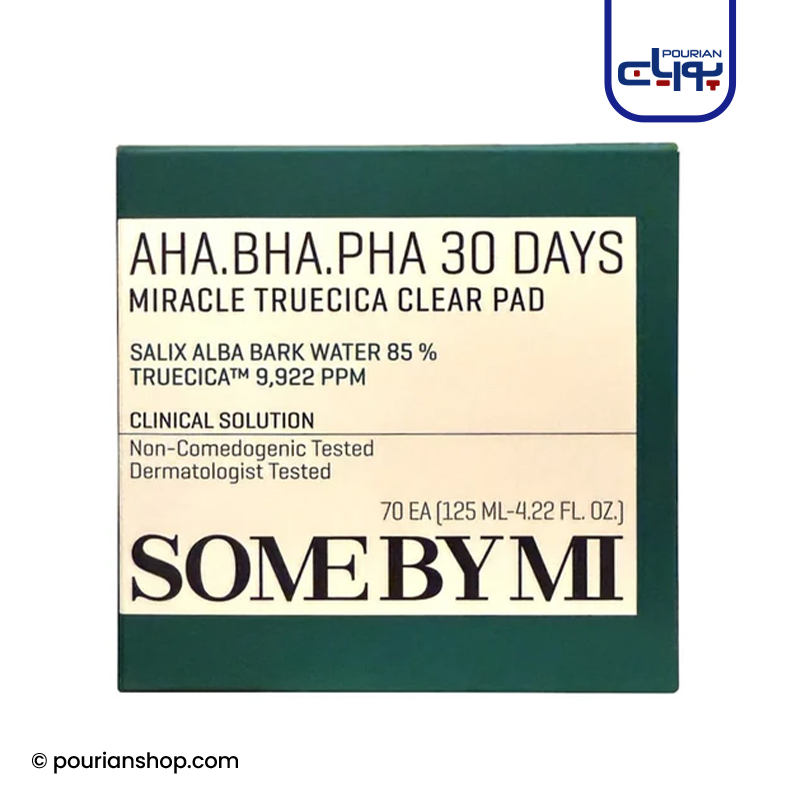 POURIAN
پوریان
AHA.BHA.PHA 30 DAYS
MIRACLE TRUECICA CLEAR PAD
SALIX ALBA BARK WATER 85 %
TRUECICA™ 9,922 PPM
CLINICAL SOLUTION
Non-Comedogenic Tested
Dermatologist Tested
70 EA (125 ML-4.22 FL. OZ.)
SOME BY MI
© pourianshop.com